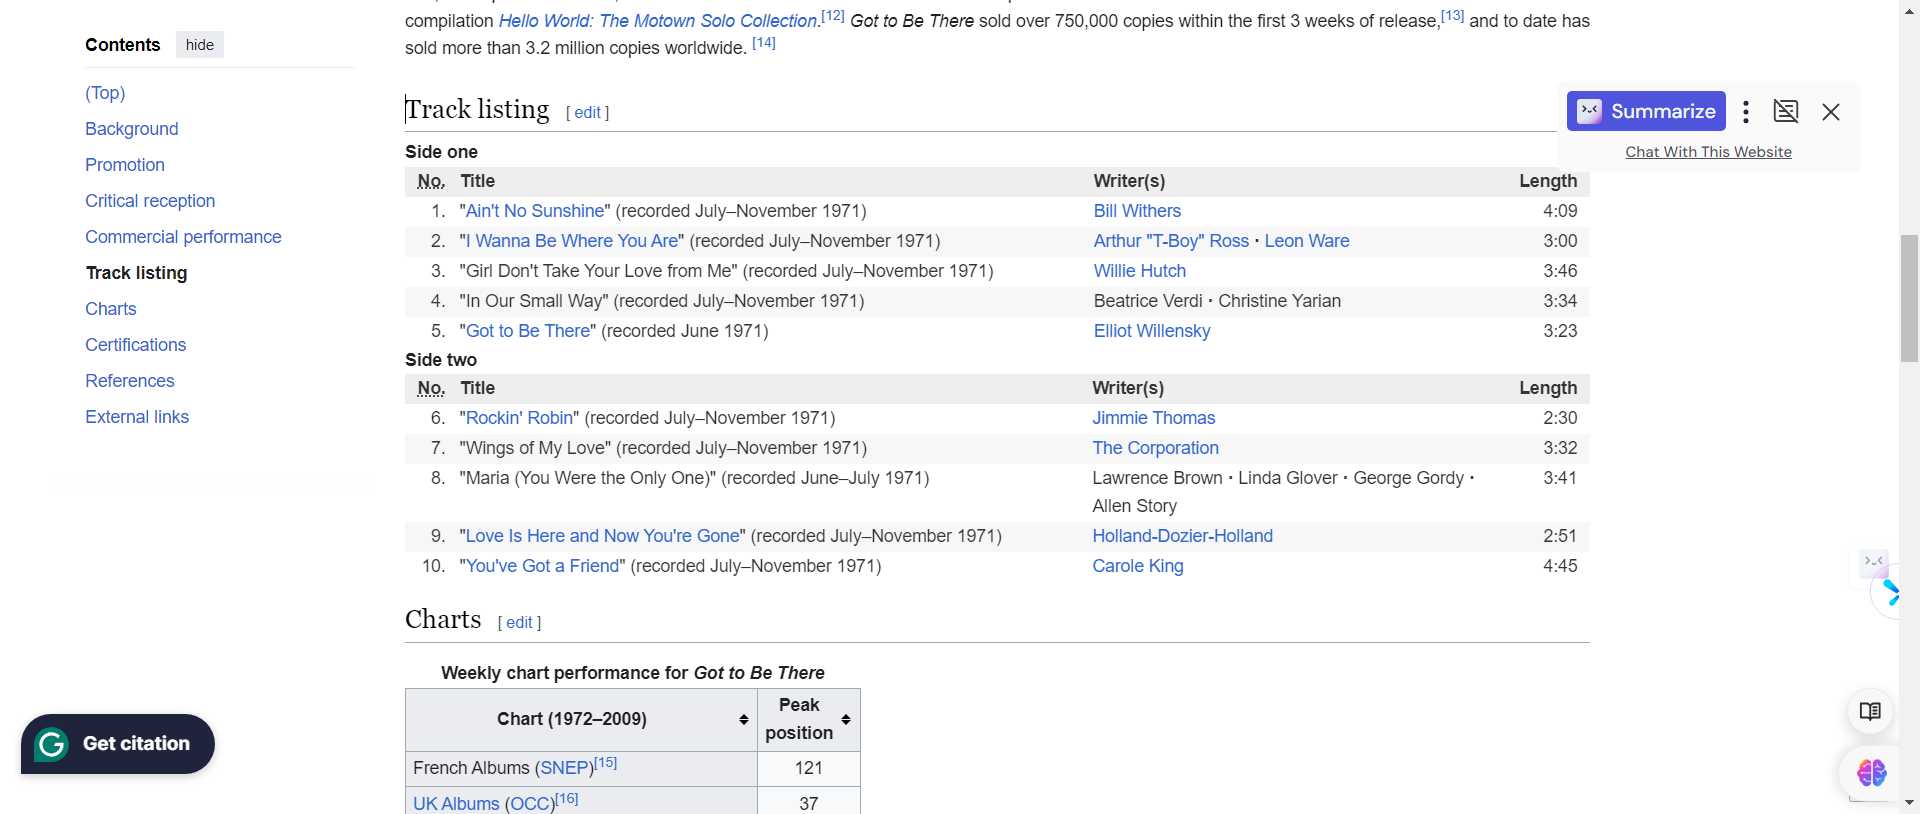 compilation Hello World: The Motown Solo Collection.[12] Got to Be There sold over 750,000 copies within the first 3 weeks of release,[13] and to date has
sold more than 3.2 million copies worldwide. [14]
Contents hide
(Top)
Background
Promotion
Critical reception
Commercial performance
Track listing
Charts
Certifications
References
External links
Track listing [ edit ]
Summarize
Chat With This Website
Side one
No. Title Writer(s) Length
1. "Ain't No Sunshine" (recorded July–November 1971) Bill Withers 4:09
2. "I Wanna Be Where You Are" (recorded July–November 1971) Arthur "T-Boy" Ross · Leon Ware 3:00
3. "Girl Don't Take Your Love from Me" (recorded July–November 1971) Willie Hutch 3:46
4. "In Our Small Way" (recorded July–November 1971) Beatrice Verdi · Christine Yarian 3:34
5. "Got to Be There" (recorded June 1971) Elliot Willensky 3:23
Side two
No. Title Writer(s) Length
6. "Rockin' Robin" (recorded July–November 1971) Jimmie Thomas 2:30
7. "Wings of My Love" (recorded July–November 1971) The Corporation 3:32
8. "Maria (You Were the Only One)" (recorded June–July 1971) Lawrence Brown · Linda Glover · George Gordy · 3:41
Allen Story
9. "Love Is Here and Now You're Gone" (recorded July–November 1971) Holland-Dozier-Holland 2:51
10. "You've Got a Friend" (recorded July–November 1971) Carole King 4:45
Charts [ edit ]
Weekly chart performance for Got to Be There
Chart (1972–2009) Peak
position
French Albums (SNEP)[15] 121
UK Albums (OCC)[16] 37
Get citation